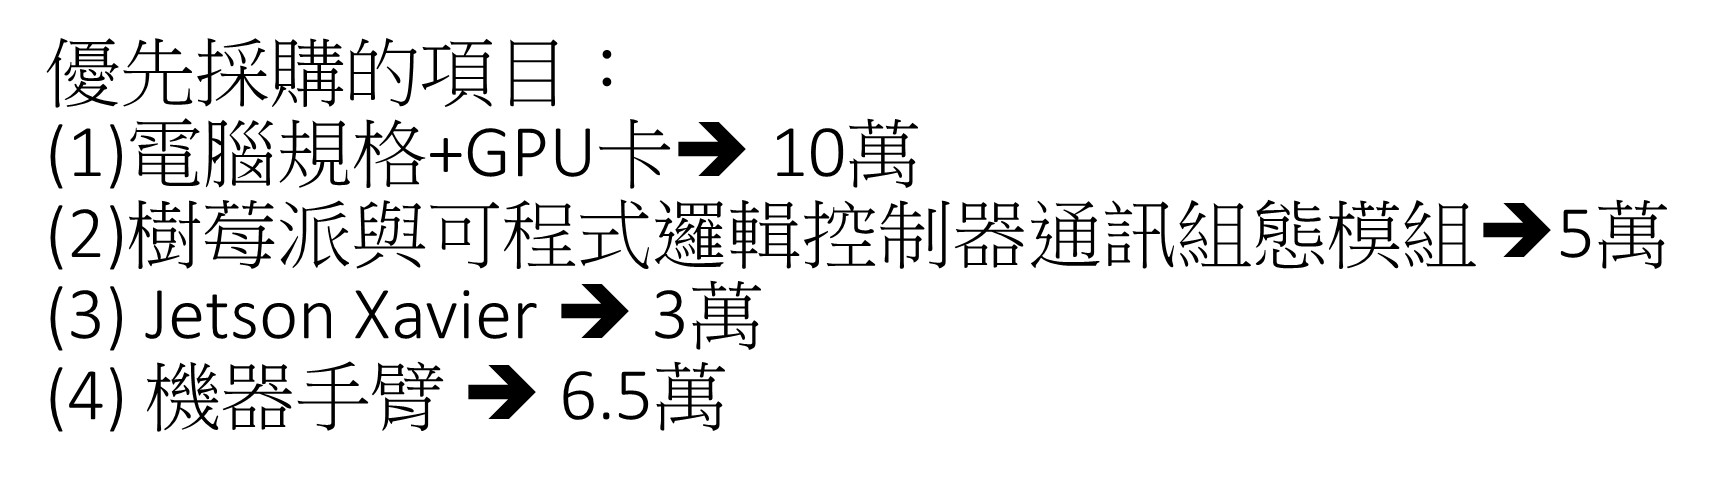 優先採購的項目：
(1)電腦規格+GPU卡➔ 10萬
(2)樹莓派與可程式邏輯控制器通訊組態模組➔5萬
(3) Jetson Xavier ➔ 3萬
(4) 機器手臂 ➔ 6.5萬